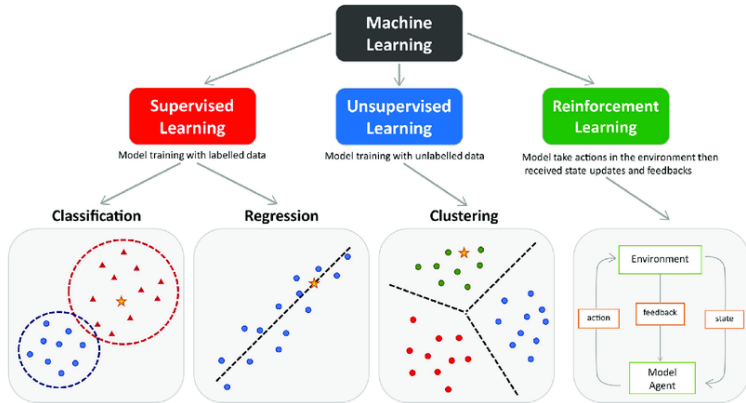 Machine
Learning
Supervised
Learning
Unsupervised
Learning
Reinforcement
Learning
Model training with labelled data
Model training with unlabelled data
Model take actions in the environment then
received state updates and feedbacks
Classification
Regression
Clustering
Environment
action
feedback
state
Model
Agent